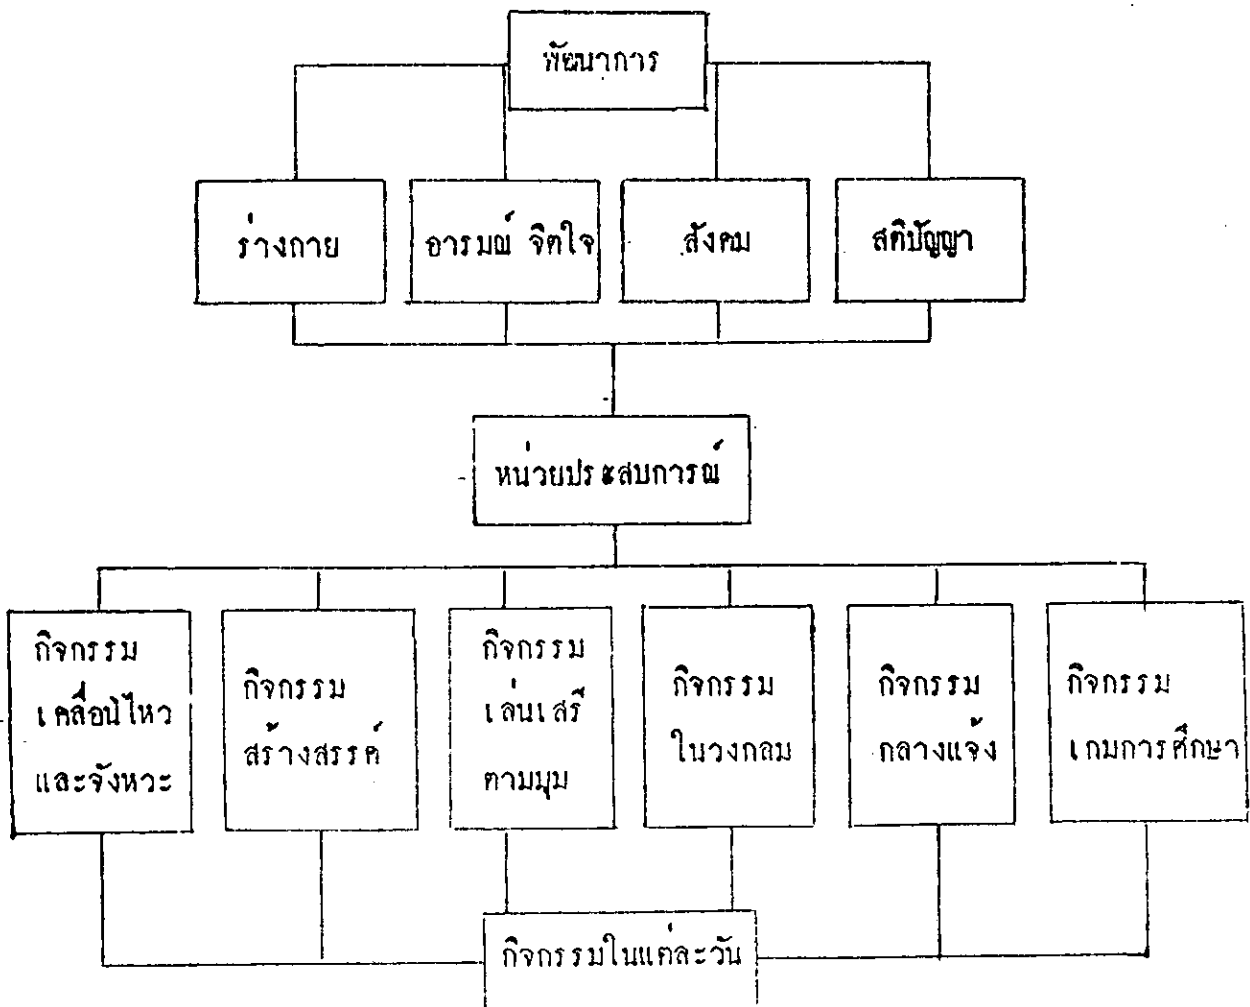 พัฒนาการ
ร่างกาย
อารมณ์ จิตใจ
สังคม
สติปัญญา
หน่วยประสบการณ์
กิจกรรม
เคลื่อนไหว
และจังหวะ
กิจกรรม
สร้างสรรค์
กิจกรรม
เล่นเสรี
ตามมุม
กิจกรรม
ในวงกลม
กิจกรรม
กลางแจ้ง
กิจกรรม
เกมการศึกษา
กิจกรรมในแต่ละวัน